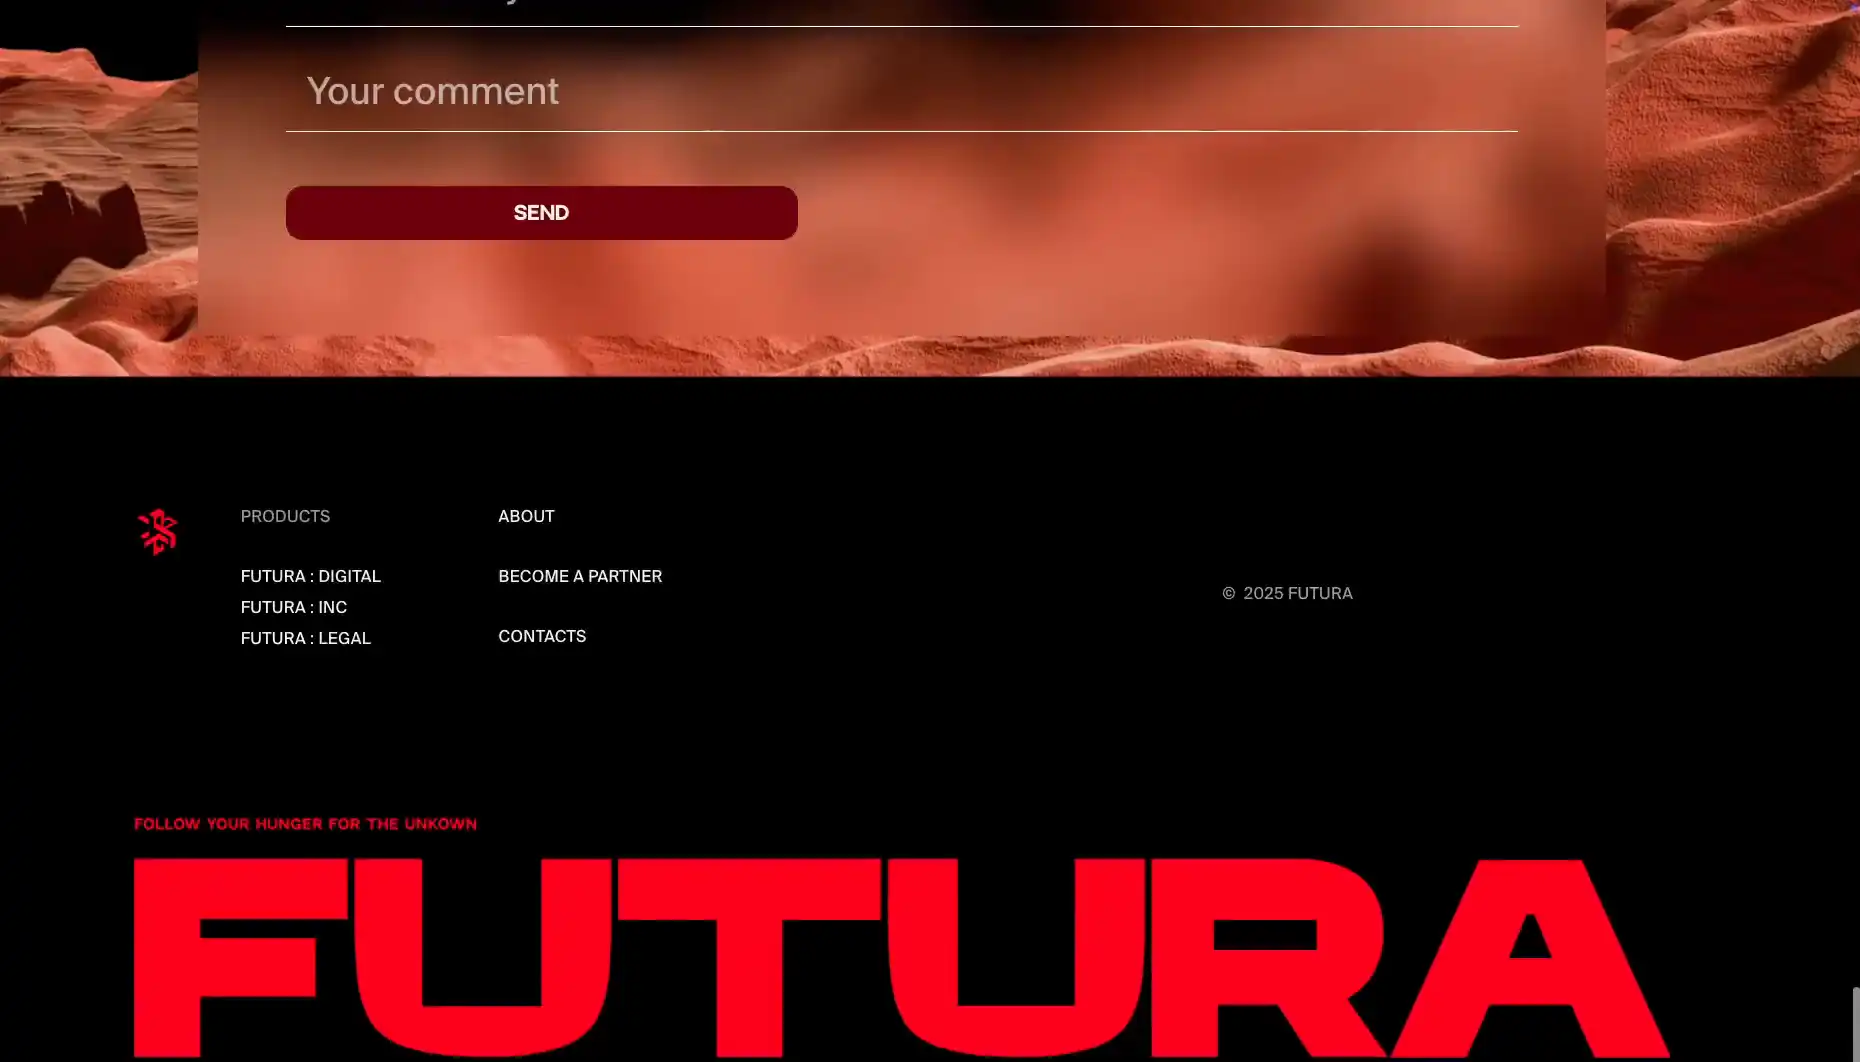 Your comment
SEND
PRODUCTS
FUTURA : DIGITAL
FUTURA : INC
FUTURA : LEGAL
ABOUT
BECOME A PARTNER
CONTACTS
© 2025 FUTURA
FOLLOW YOUR HUNGER FOR THE UNKOWN
FUTURA